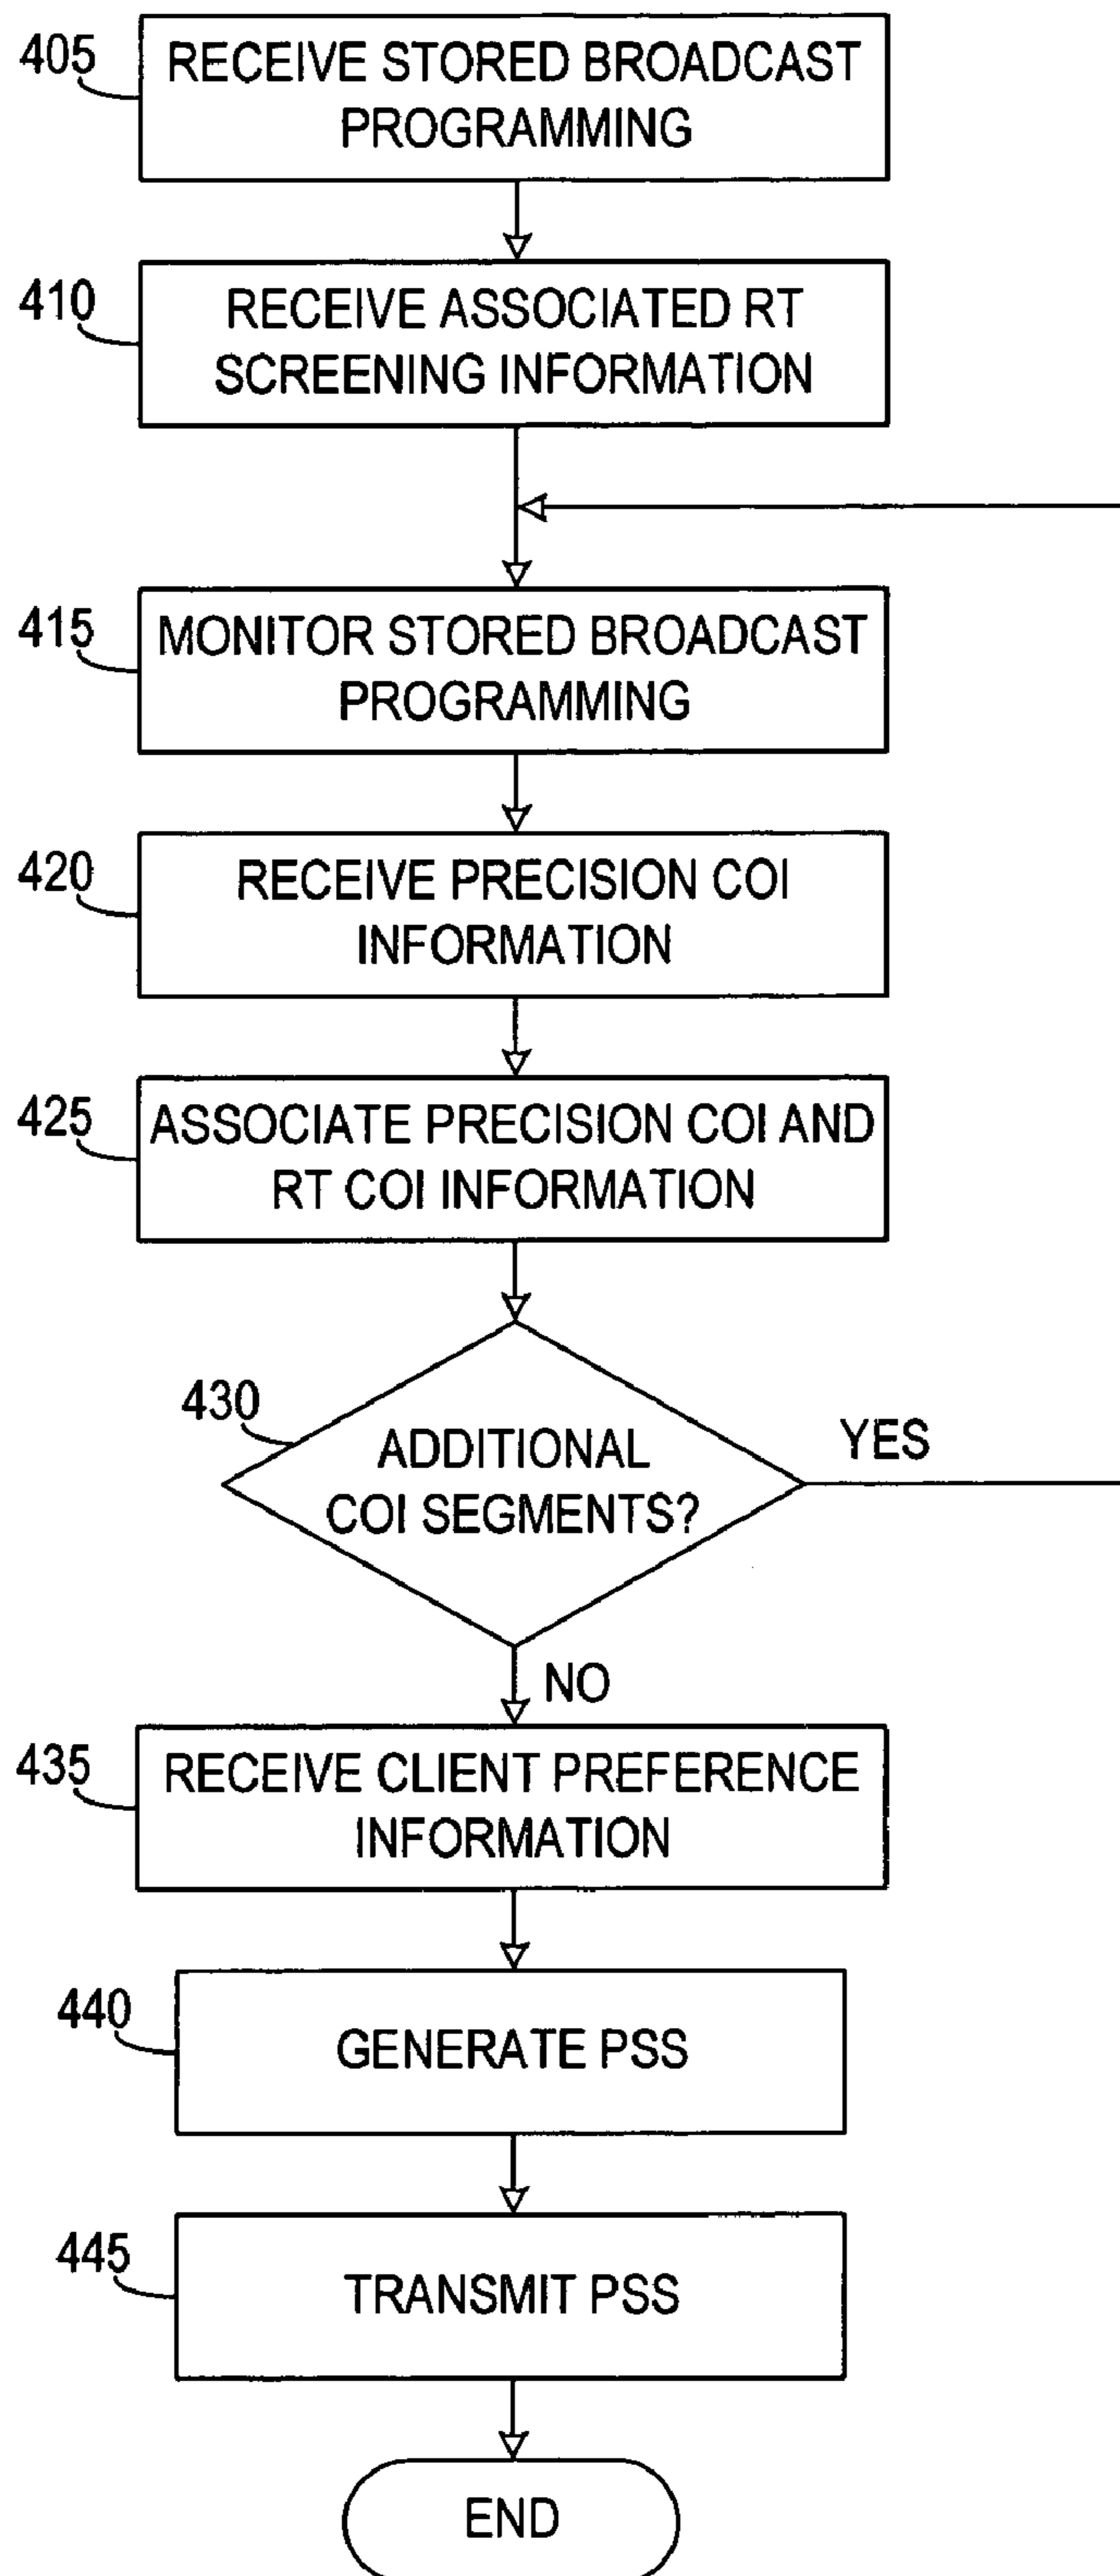 405
RECEIVE STORED BROADCAST
PROGRAMMING
410
RECEIVE ASSOCIATED RT
SCREENING INFORMATION
415
MONITOR STORED BROADCAST
PROGRAMMING
420
RECEIVE PRECISION COI
INFORMATION
425
ASSOCIATE PRECISION COI AND
RT COI INFORMATION
430
ADDITIONAL
COI SEGMENTS?
YES
NO
435
RECEIVE CLIENT PREFERENCE
INFORMATION
440
GENERATE PSS
445
TRANSMIT PSS
END